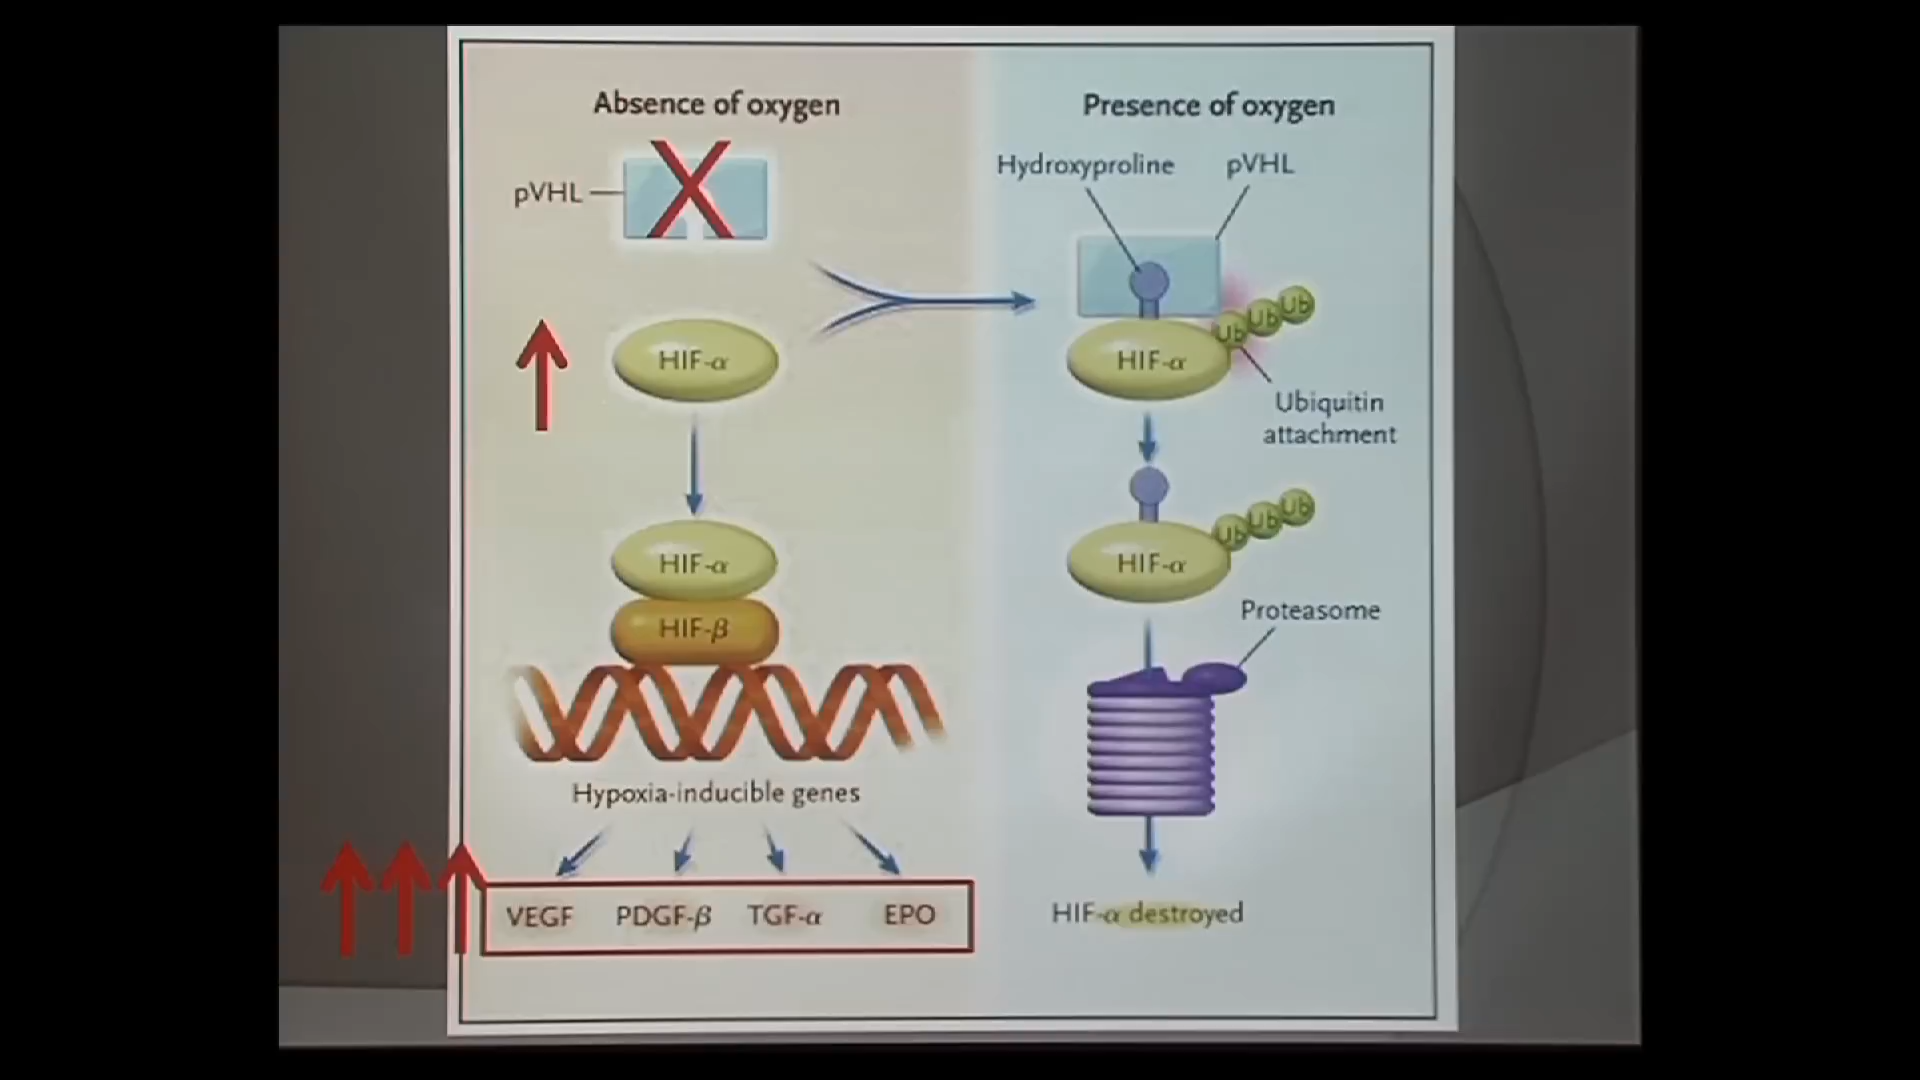 Absence of oxygen
pVHL
HIF-α
HIF-α
HIF-β
Hypoxia-inducible genes
VEGF PDGF-β TGF-α EPO
Presence of oxygen
Hydroxyproline pVHL
Ub Ub Ub
HIF-α
Ubiquitin
attachment
Ub Ub Ub
HIF-α
Proteasome
HIF-α destroyed